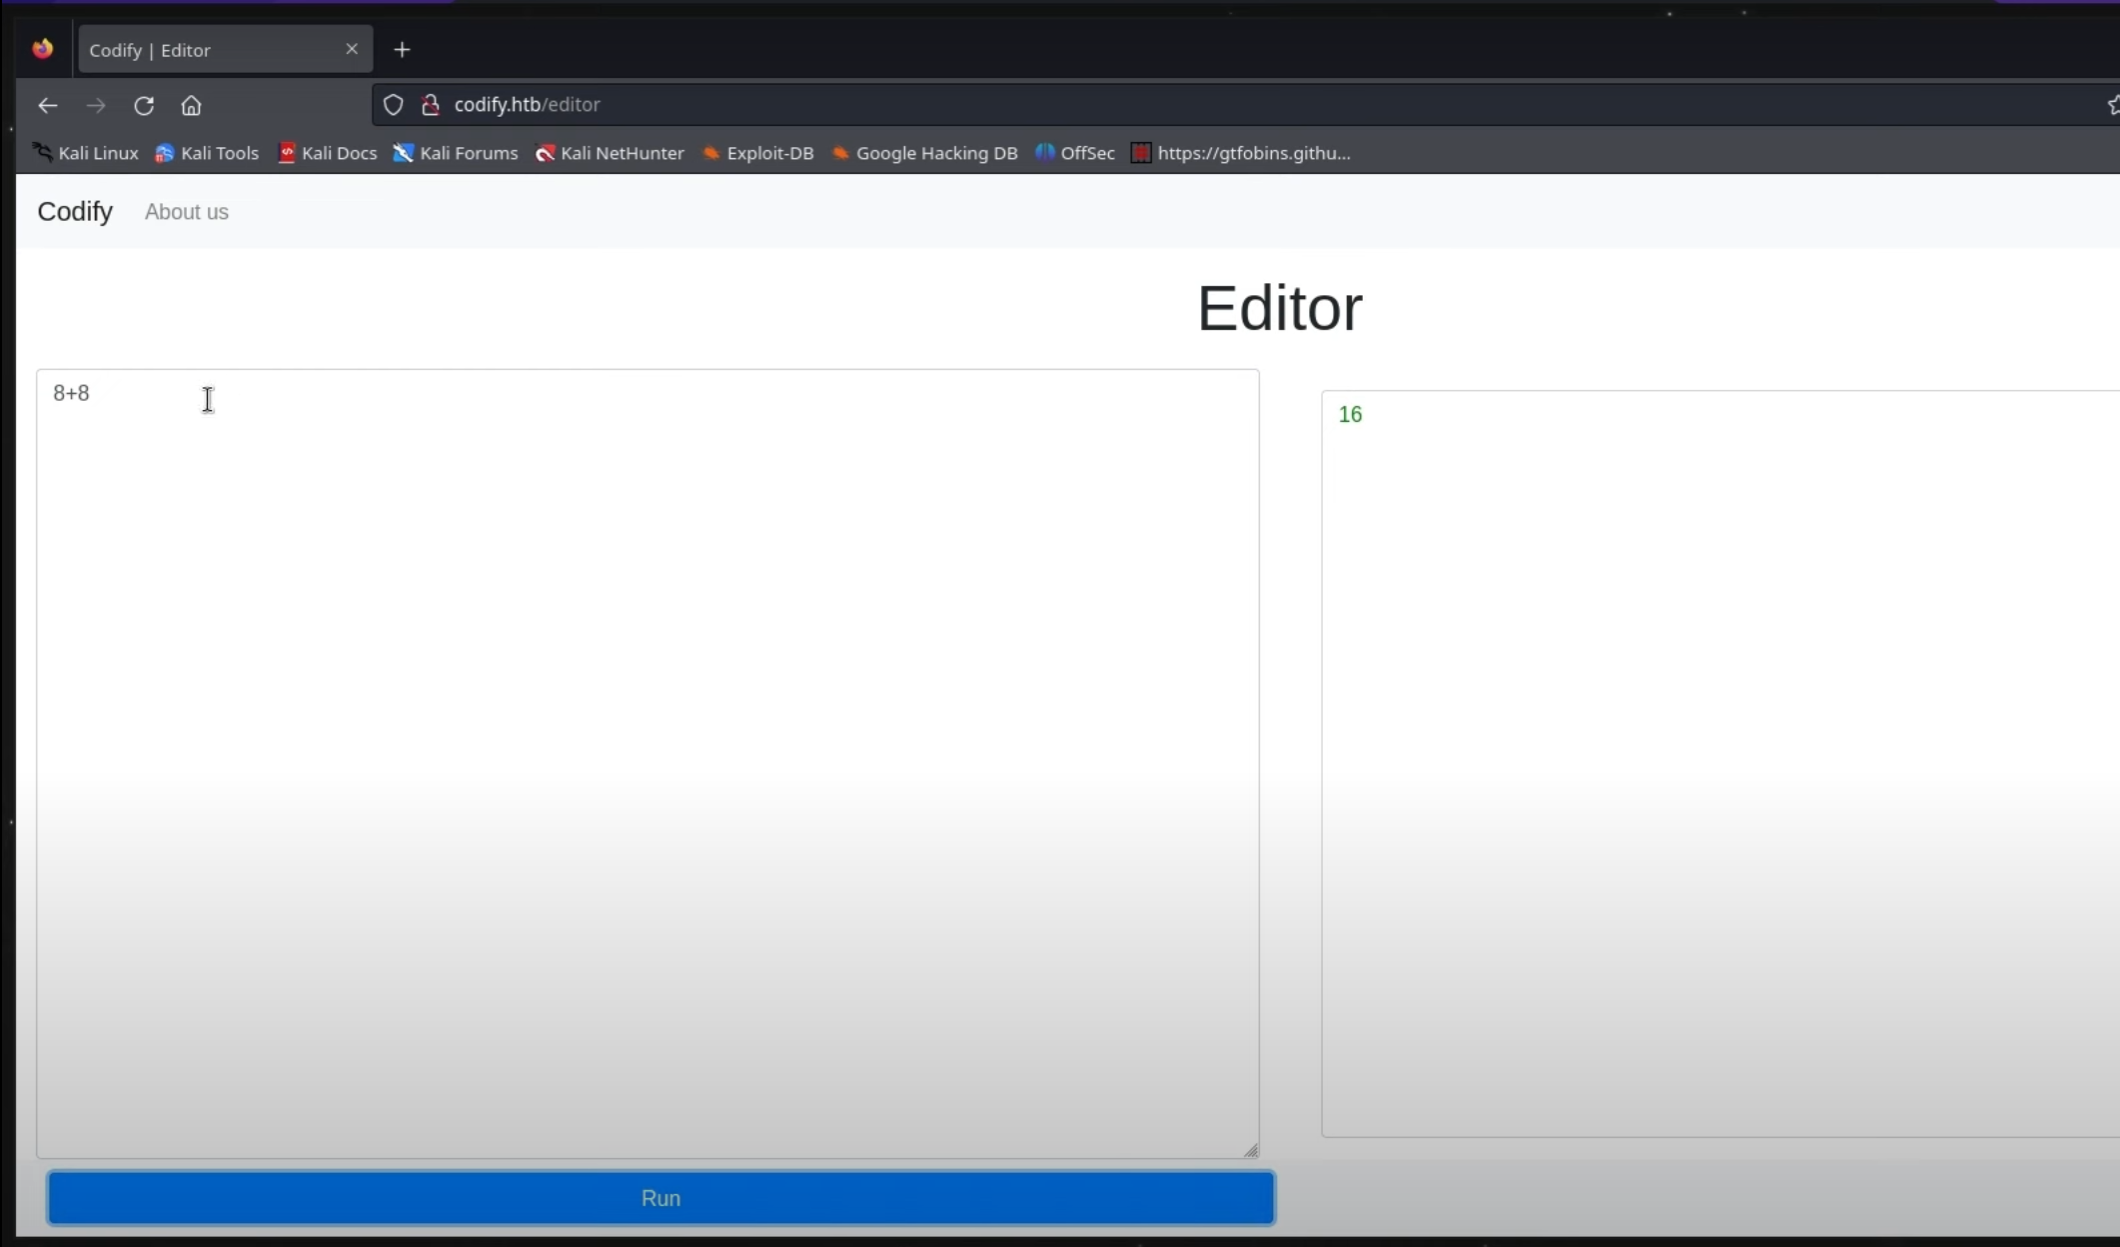 Codify | Editor
codify.htb/editor
Kali Linux Kali Tools Kali Docs Kali Forums Kali NetHunter Exploit-DB Google Hacking DB OffSec https://gtfobins.githu...
Codify About us
Editor
8+8
16
Run